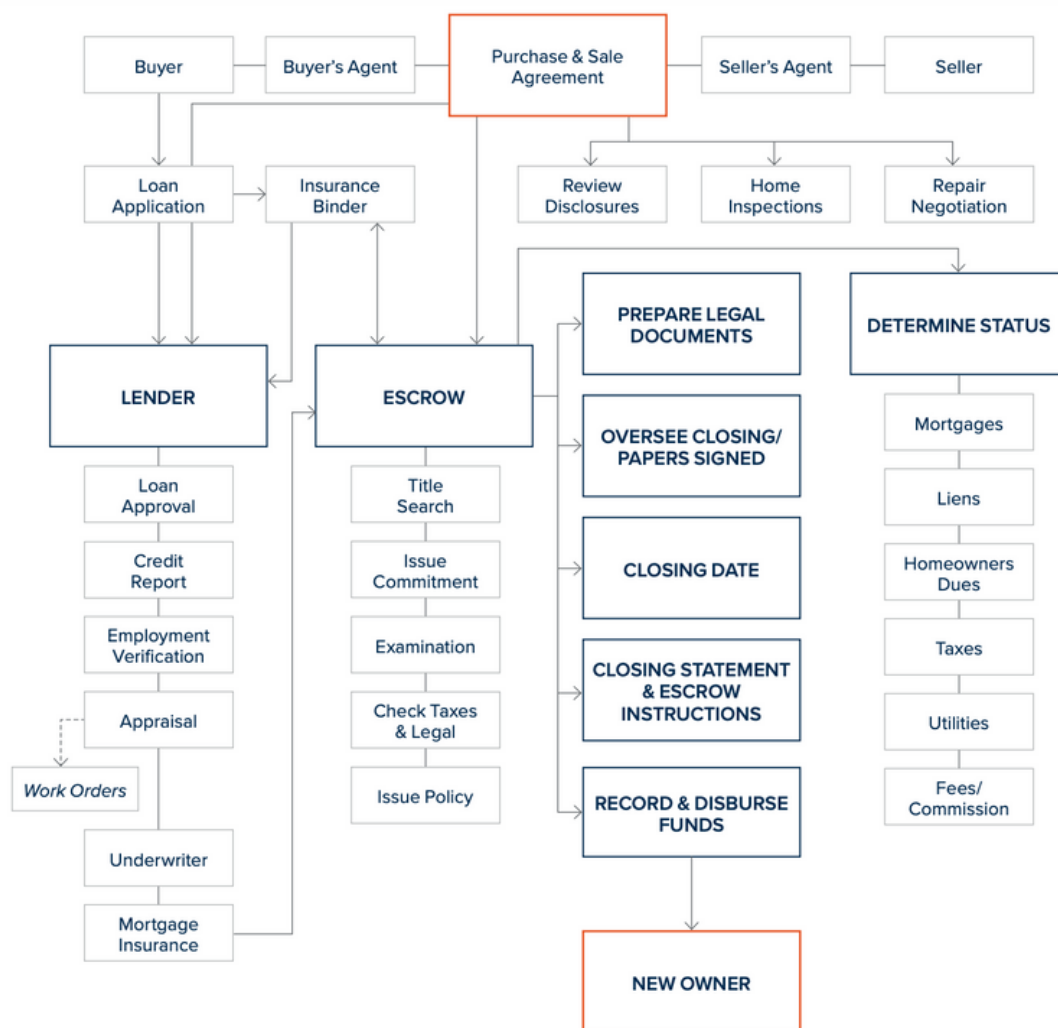 Buyer
Buyer's Agent
Purchase & Sale
Agreement
Seller's Agent
Seller
Loan
Application
Insurance
Binder
Review
Disclosures
Home
Inspections
Repair
Negotiation
LENDER
ESCROW
PREPARE LEGAL
DOCUMENTS
DETERMINE STATUS
OVERSEE CLOSING/
PAPERS SIGNED
CLOSING DATE
CLOSING STATEMENT
& ESCROW
INSTRUCTIONS
RECORD & DISBURSE
FUNDS
NEW OWNER
Loan
Approval
Credit
Report
Employment
Verification
Appraisal
Work Orders
Underwriter
Mortgage
Insurance
Title
Search
Issue
Commitment
Examination
Check Taxes
& Legal
Issue Policy
Mortgages
Liens
Homeowners
Dues
Taxes
Utilities
Fees/
Commission